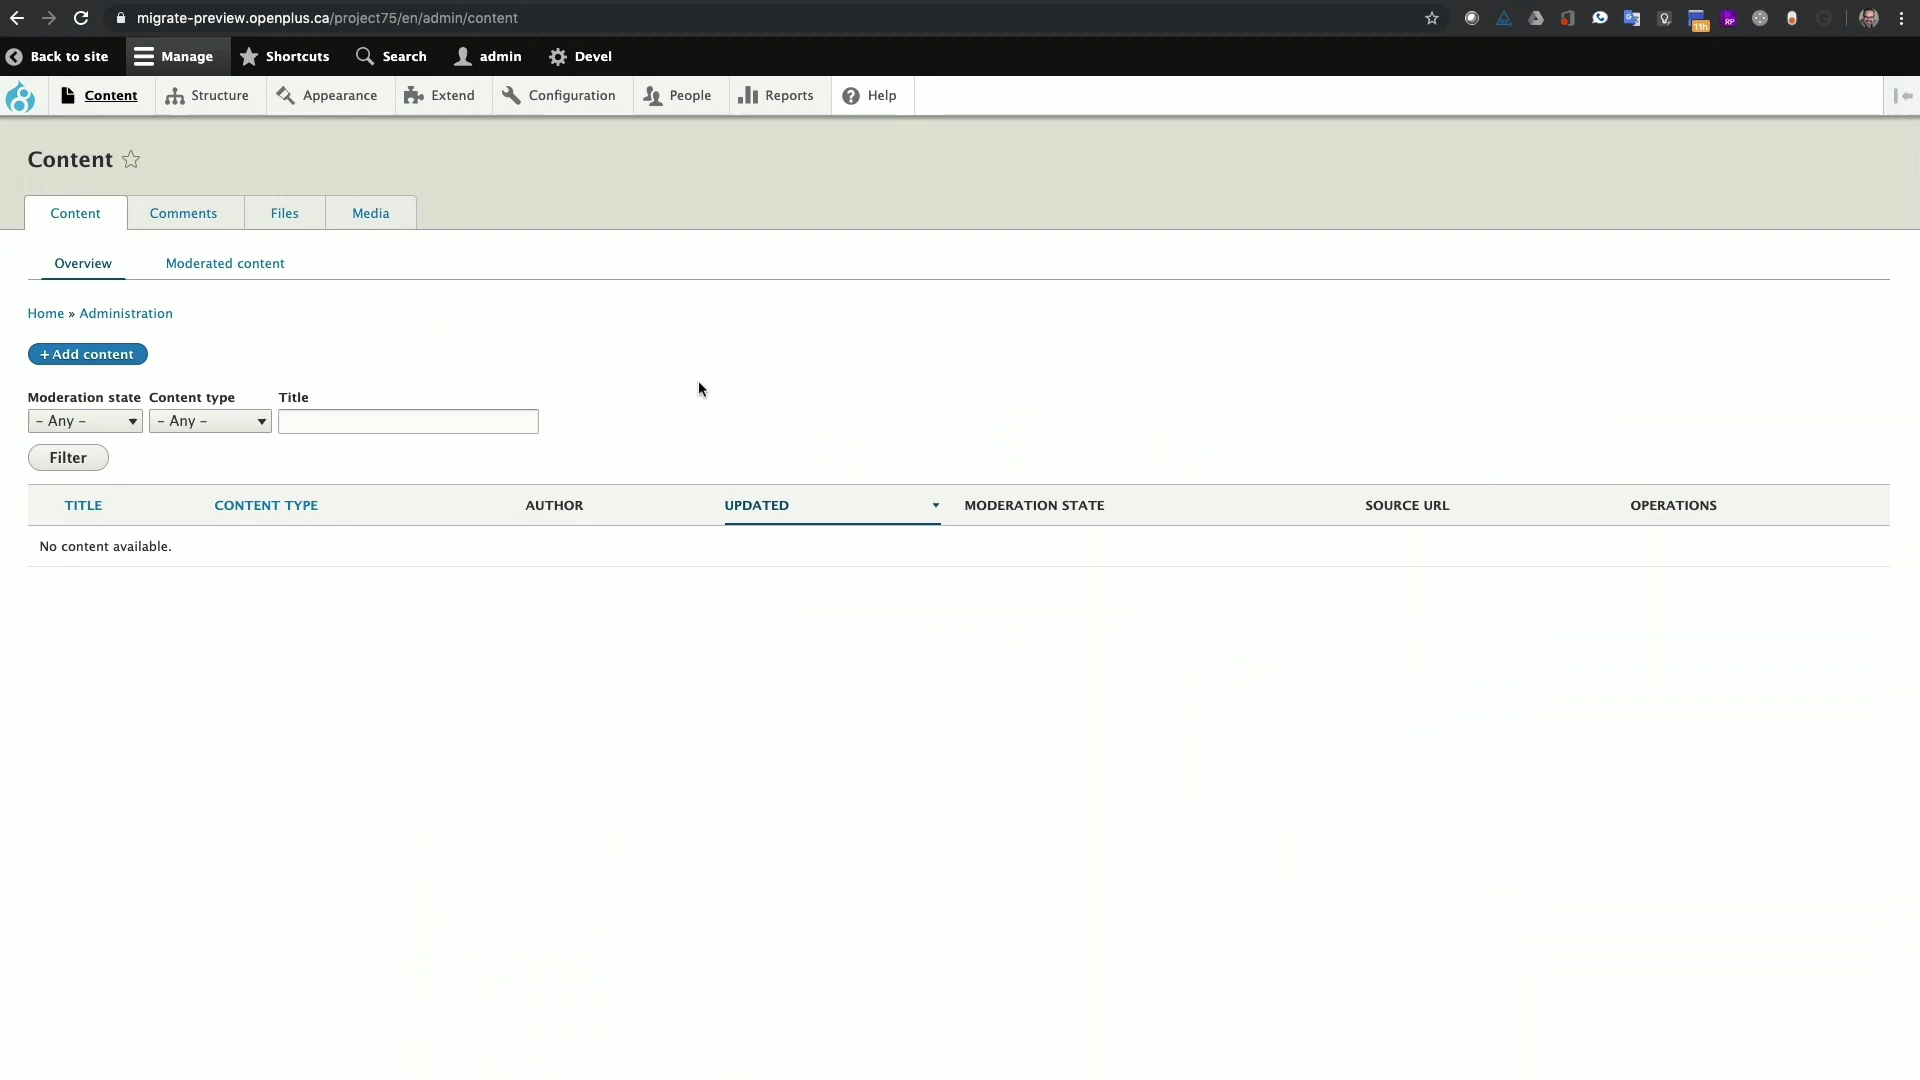 migrate-preview.openplus.ca/project75/en/admin/content
11h
RP
Back to site Manage Shortcuts Search admin Devel
Content Structure Appearance Extend Configuration People Reports Help
Content
Content Comments Files Media
Overview Moderated content
Home » Administration
+ Add content
Moderation state Content type Title
- Any - - Any -
Filter
TITLE CONTENT TYPE AUTHOR UPDATED MODERATION STATE SOURCE URL OPERATIONS
No content available.